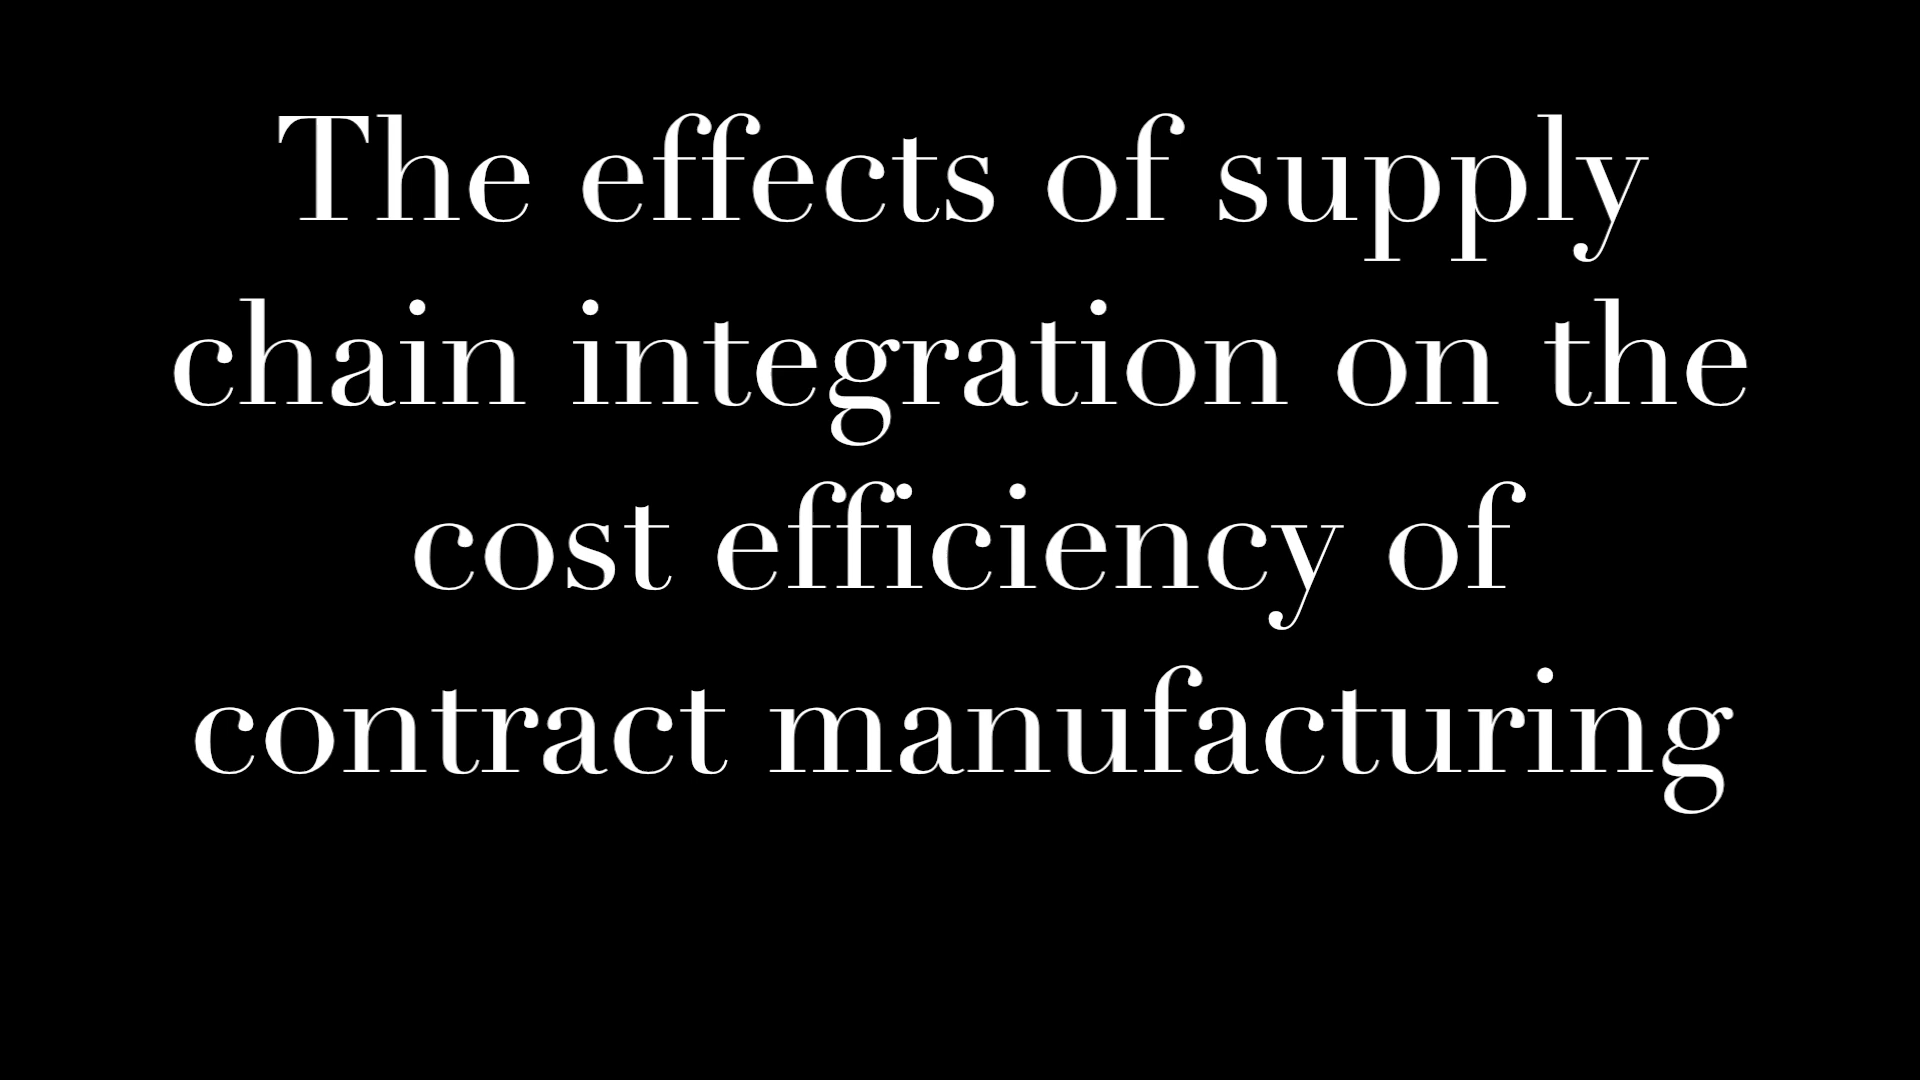 The effects of supply
chain integration on the
cost efficiency of
contract manufacturing